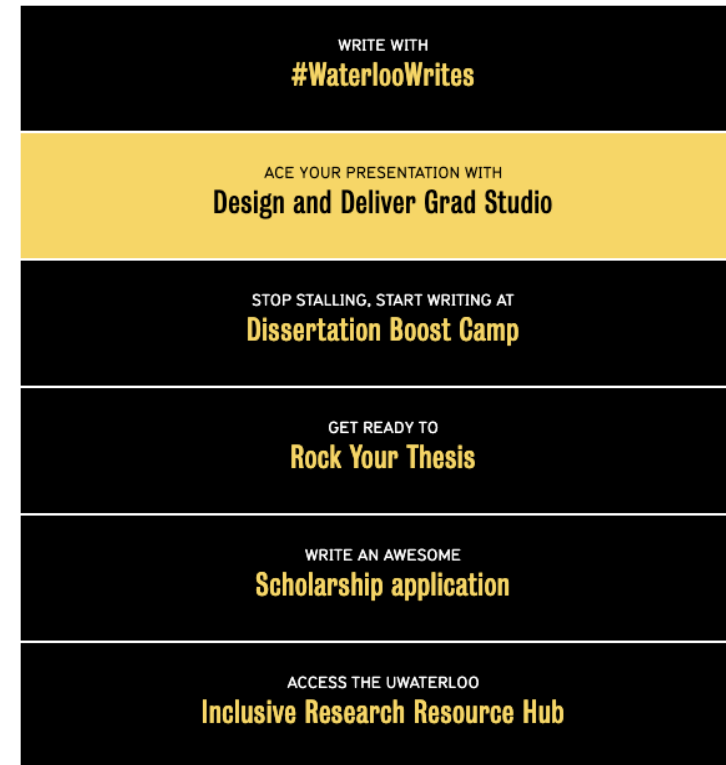 WRITE WITH
#WaterlooWrites
ACE YOUR PRESENTATION WITH
Design and Deliver Grad Studio
STOP STALLING, START WRITING AT
Dissertation Boost Camp
GET READY TO
Rock Your Thesis
WRITE AN AWESOME
Scholarship application
ACCESS THE UWATERLOO
Inclusive Research Resource Hub